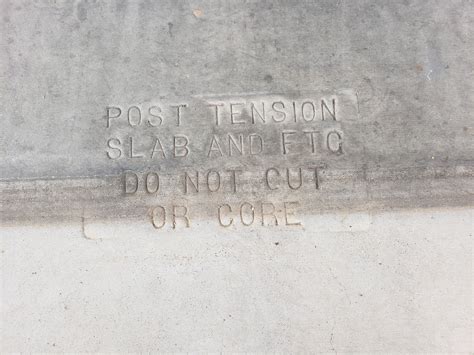 POST TENSION
SLAB AND FTG
DO NOT CUT
OR CORE